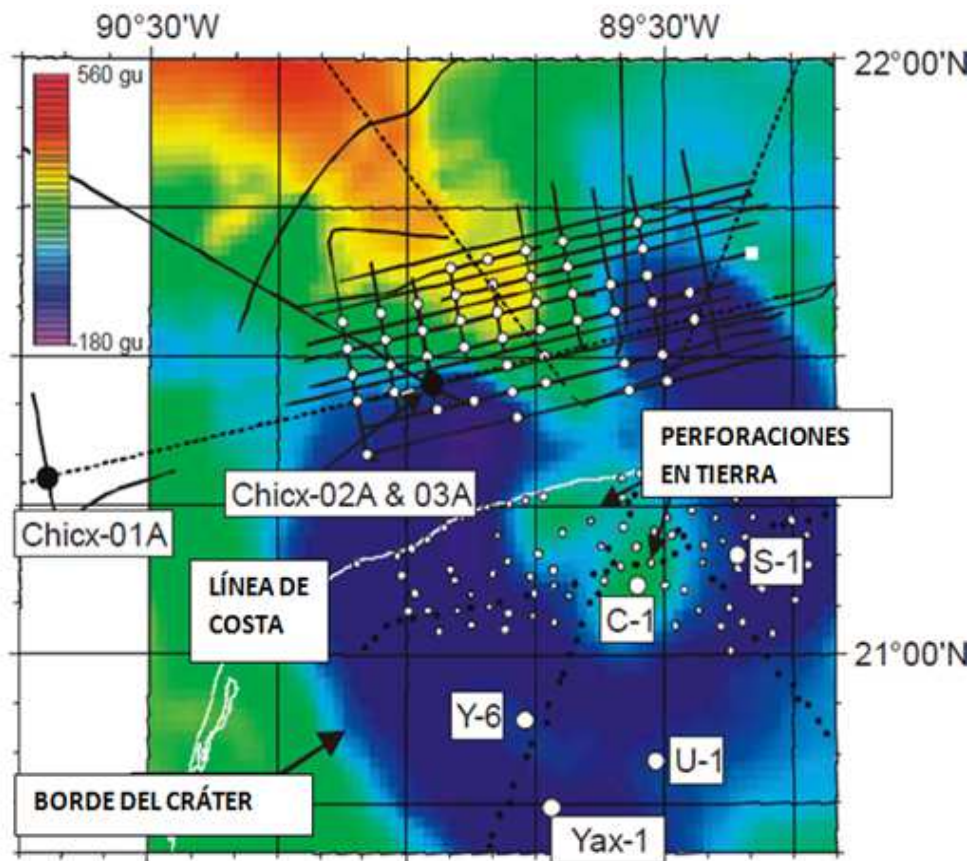 90°30'W
89°30'W
22°00'N
560 gu
-180 gu
PERFORACIONES
EN TIERRA
Chicx-02A & 03A
Chicx-01A
S-1
LÍNEA DE
COSTA
C-1
21°00'N
Y-6
U-1
BORDE DEL CRÁTER
Yax-1